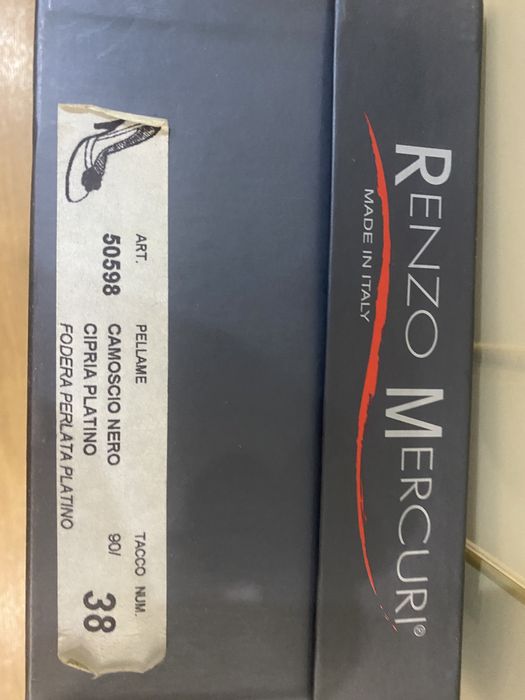 RENZO MERCURI®
MADE IN ITALY
ART. PELLAME TACCO NUM.
50598 CAMOSCIO NERO 90/ 38
CIPRIA PLATINO
FODERA PERLATA PLATINO